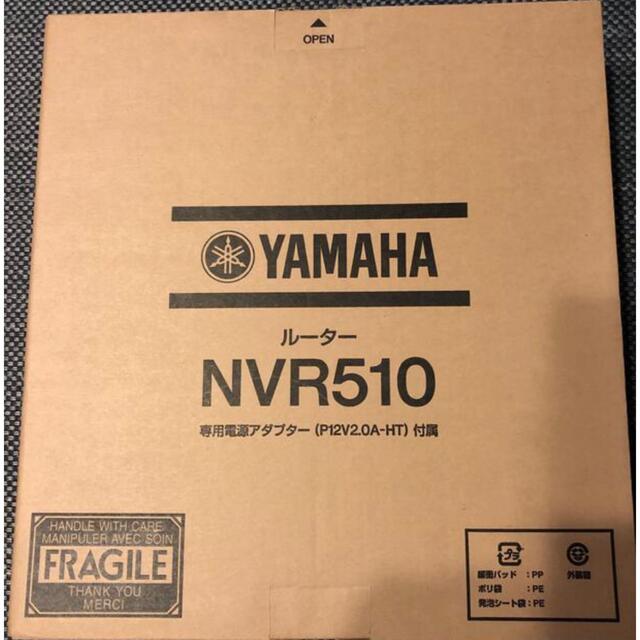 OPEN
YAMAHA
ルーター
NVR510
専用電源アダプター(P12V2.0A-HT)付属
HANDLE WITH CARE
MANIPULER AVEC SOIN
FRAGILE
THANK YOU
MERCI
プラ
緩衝パッド :PP
ポリ袋 :PE
発泡シート袋:PE
外装箱